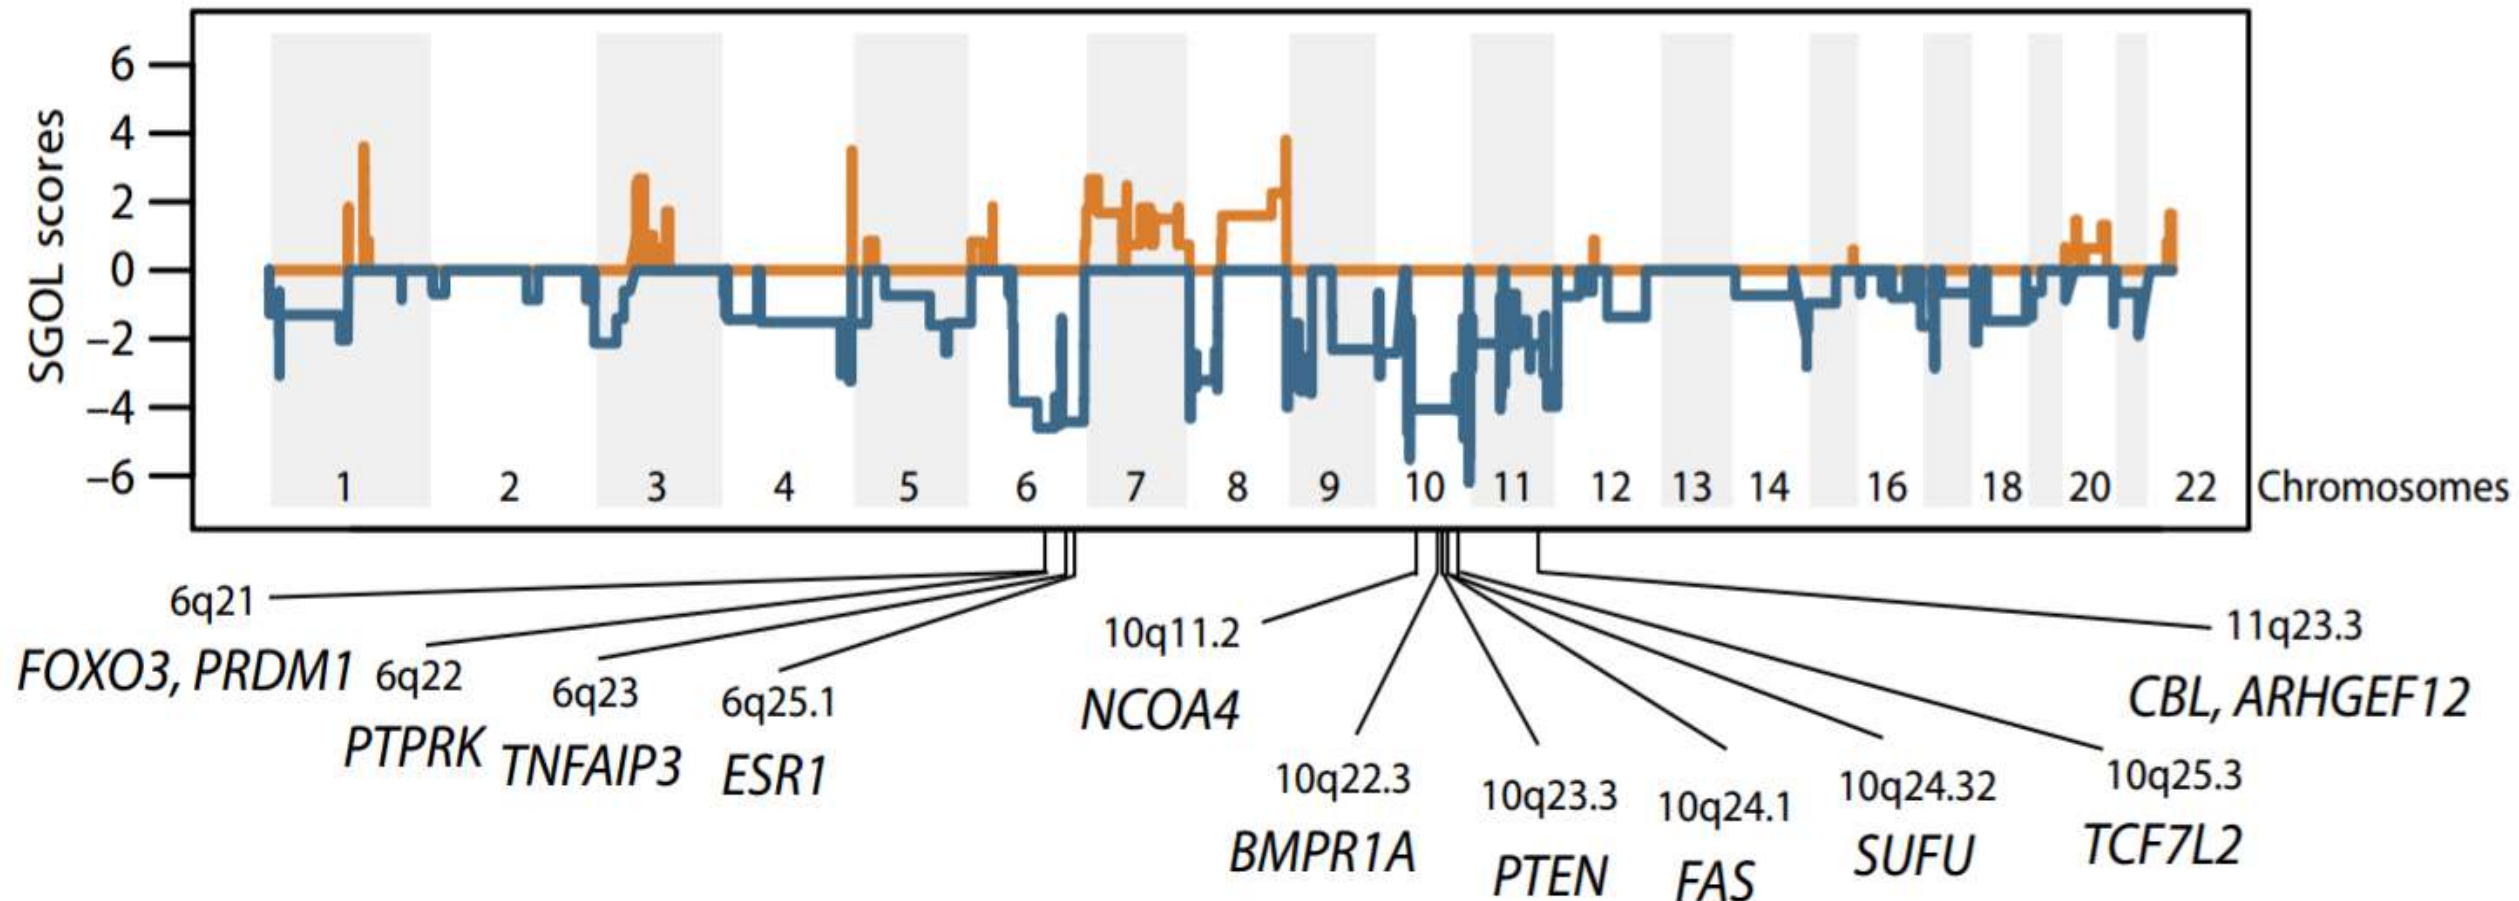 SGOL scores
6
4
2
0
−2
−4
−6
1 2 3 4 5 6 7 8 9 10 11 12 13 14 16 18 20 22 Chromosomes
6q21
FOXO3, PRDM1
6q22
PTPRK
6q23
TNFAIP3
6q25.1
ESR1
10q11.2
NCOA4
10q22.3
BMPR1A
10q23.3
PTEN
10q24.1
FAS
10q24.32
SUFU
10q25.3
TCF7L2
11q23.3
CBL, ARHGEF12